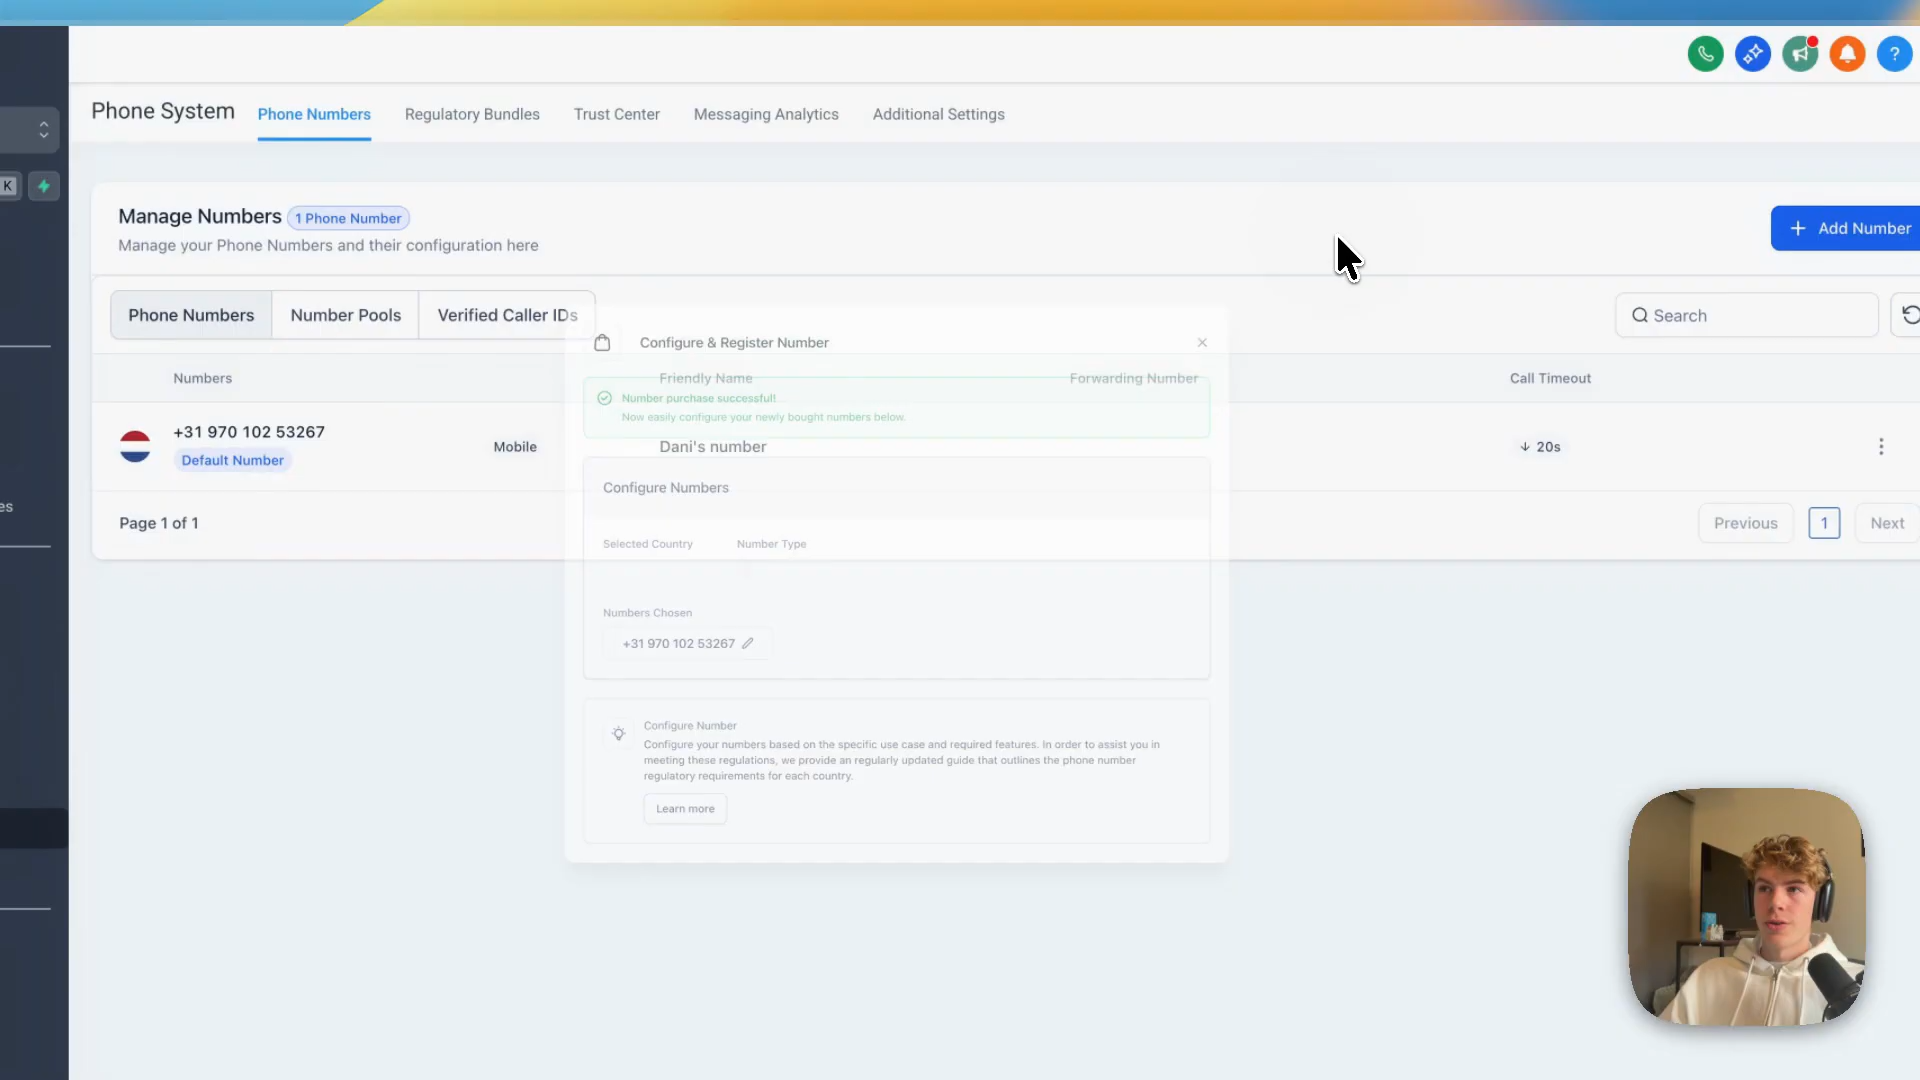 Phone System
Phone Numbers
Regulatory Bundles
Trust Center
Messaging Analytics
Additional Settings
?
K
Manage Numbers
1 Phone Number
Manage your Phone Numbers and their configuration here
+ Add Number
Phone Numbers
Number Pools
Verified Caller IDs
Search
Numbers
Friendly Name
Forwarding Number
Call Timeout
+31 970 102 53267
Default Number
Mobile
Dani's number
↓ 20s
Page 1 of 1
Previous
1
Next
es
Configure & Register Number
Number purchase successful!
Now easily configure your newly bought numbers below.
Configure Numbers
Selected Country
Number Type
Numbers Chosen
+31 970 102 53267
Configure Number
Configure your numbers based on the specific use case and required features. In order to assist you in
meeting these regulations, we provide an regularly updated guide that outlines the phone number
regulatory requirements for each country.
Learn more